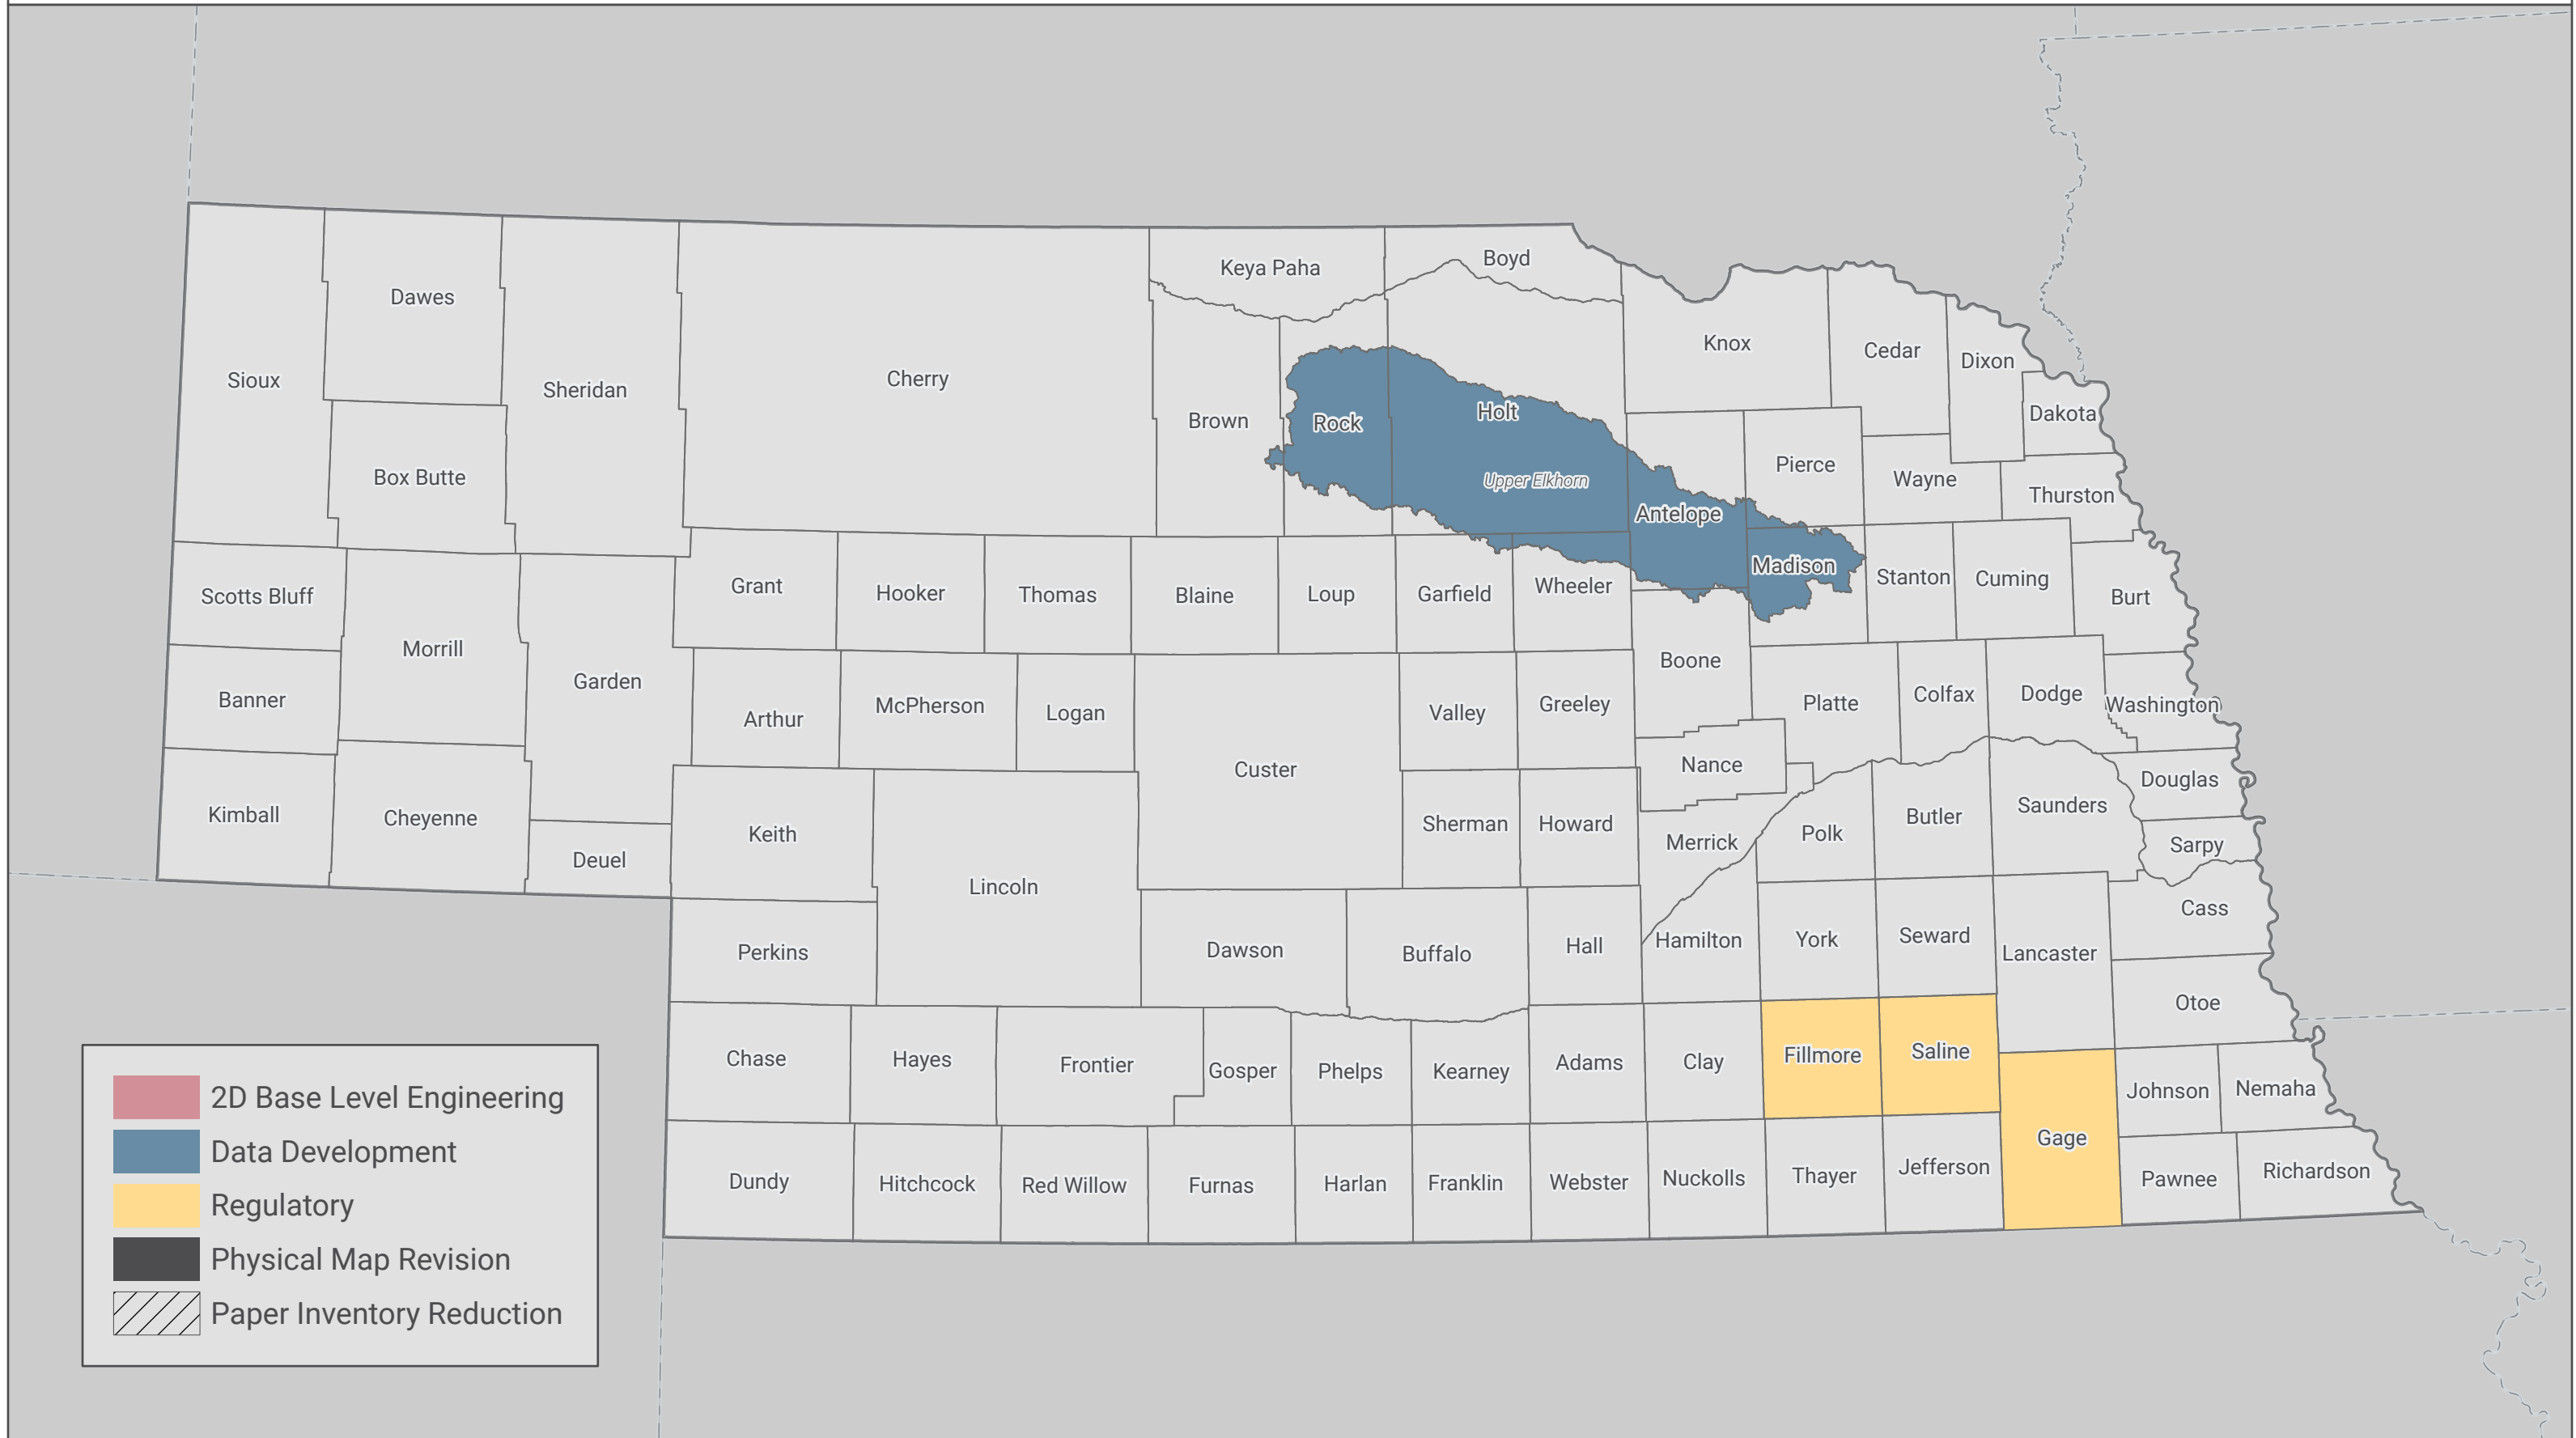 Keya Paha
Boyd
Dawes
Knox
Cedar
Dixon
Sioux
Sheridan
Cherry
Brown
Rock
Holt
Dakota
Box Butte
Upper Elkhorn
Pierce
Wayne
Thurston
Antelope
Madison
Scotts Bluff
Grant
Hooker
Thomas
Blaine
Loup
Garfield
Wheeler
Stanton
Cuming
Burt
Morrill
Garden
Boone
Banner
Arthur
McPherson
Logan
Valley
Greeley
Platte
Colfax
Dodge
Washington
Custer
Nance
Douglas
Kimball
Cheyenne
Keith
Sherman
Howard
Merrick
Polk
Butler
Saunders
Sarpy
Deuel
Lincoln
Cass
Perkins
Dawson
Buffalo
Hall
Hamilton
York
Seward
Lancaster
Otoe
Chase
Hayes
Frontier
Gosper
Phelps
Kearney
Adams
Clay
Fillmore
Saline
Johnson
Nemaha
Gage
Dundy
Hitchcock
Red Willow
Furnas
Harlan
Franklin
Webster
Nuckolls
Thayer
Jefferson
Pawnee
Richardson
2D Base Level Engineering
Data Development
Regulatory
Physical Map Revision
Paper Inventory Reduction